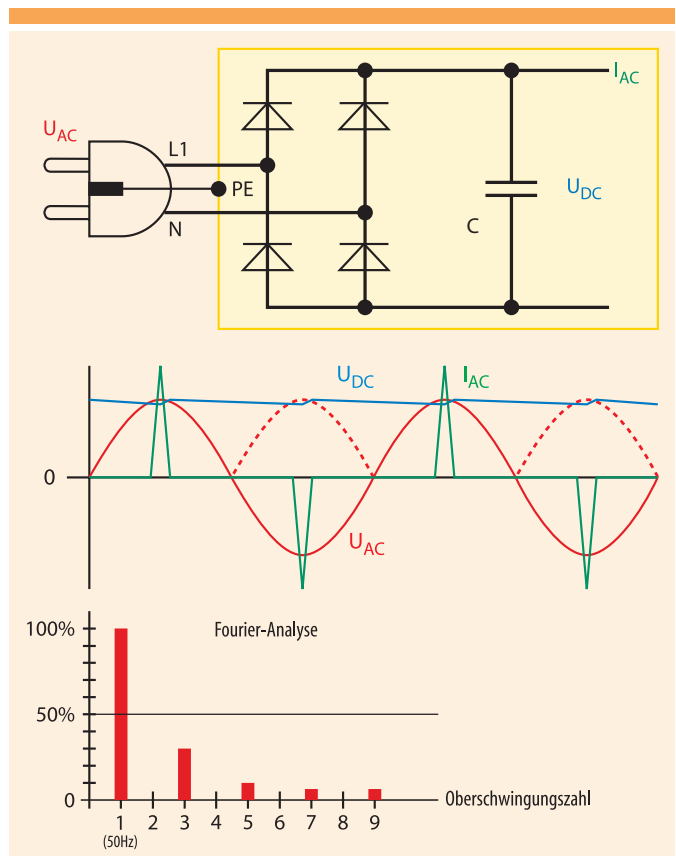 I_AC
U_AC
L1
PE
U_DC
N
C
U_DC
I_AC
0
U_AC
100%
Fourier-Analyse
50%
0
Oberschwingungszahl
1 2 3 4 5 6 7 8 9
(50Hz)